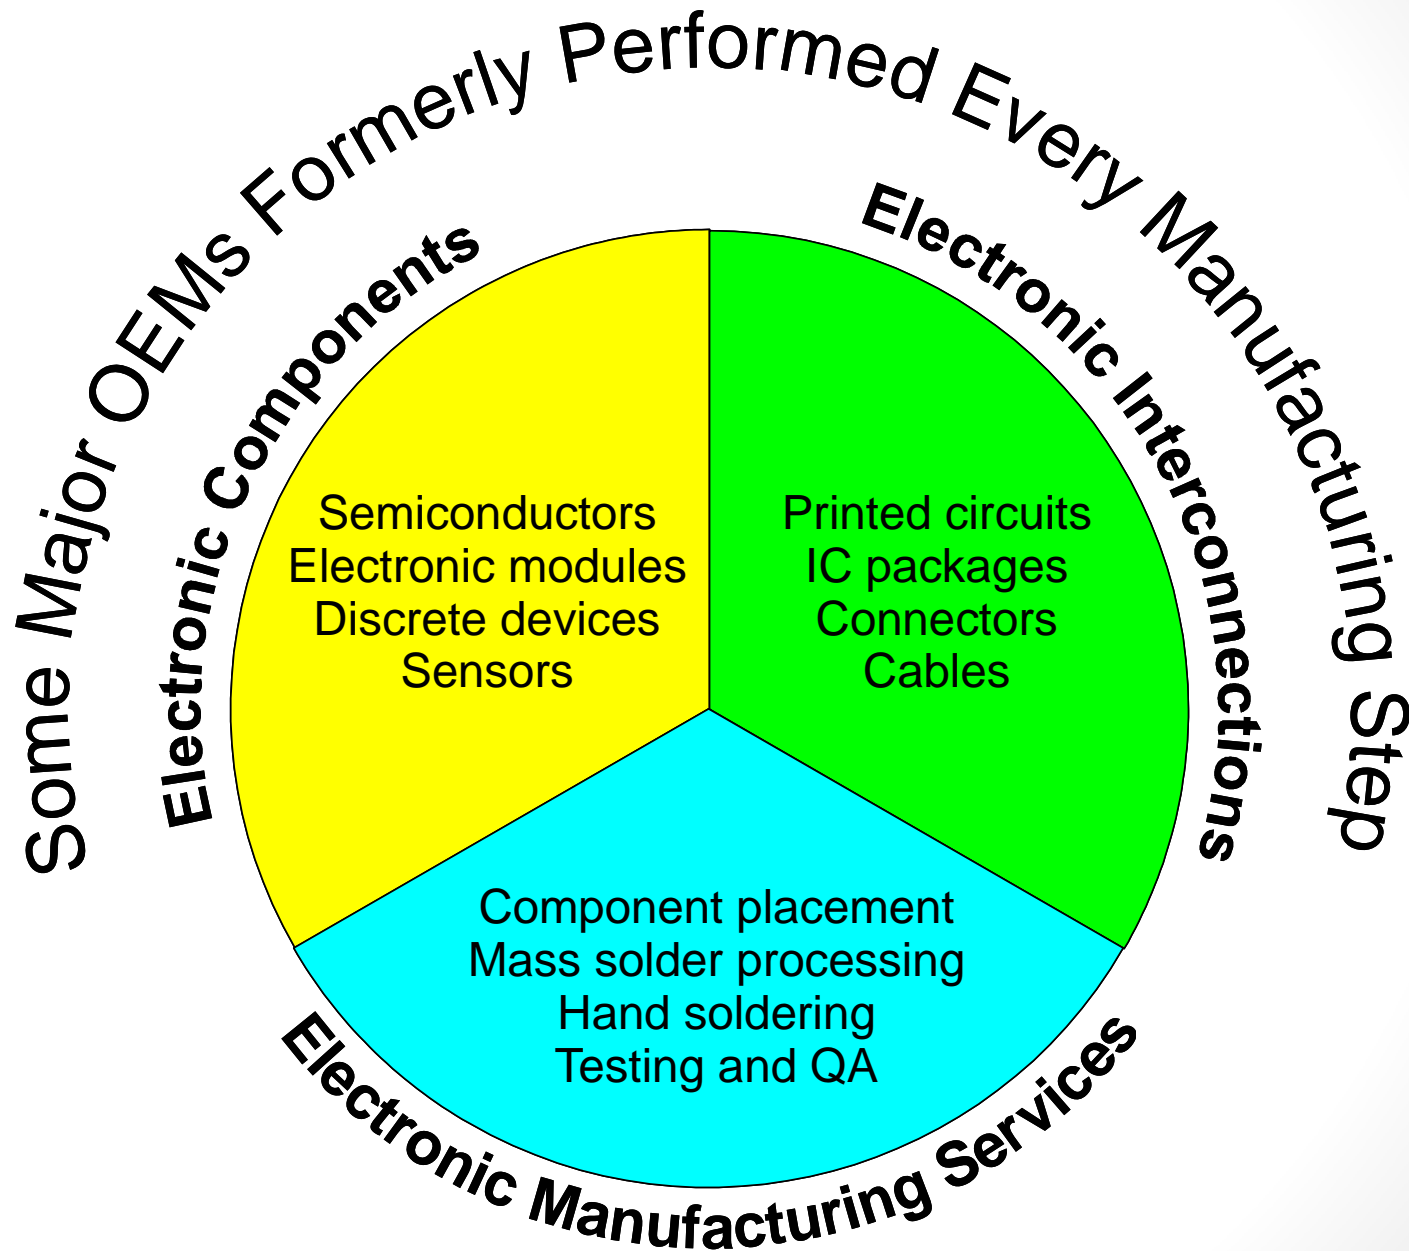 Some Major OEMs Formerly Performed Every Manufacturing Step
Electronic Components
Electronic Interconnections
Semiconductors
Electronic modules
Discrete devices
Sensors
Printed circuits
IC packages
Connectors
Cables
Component placement
Mass solder processing
Hand soldering
Testing and QA
Electronic Manufacturing Services